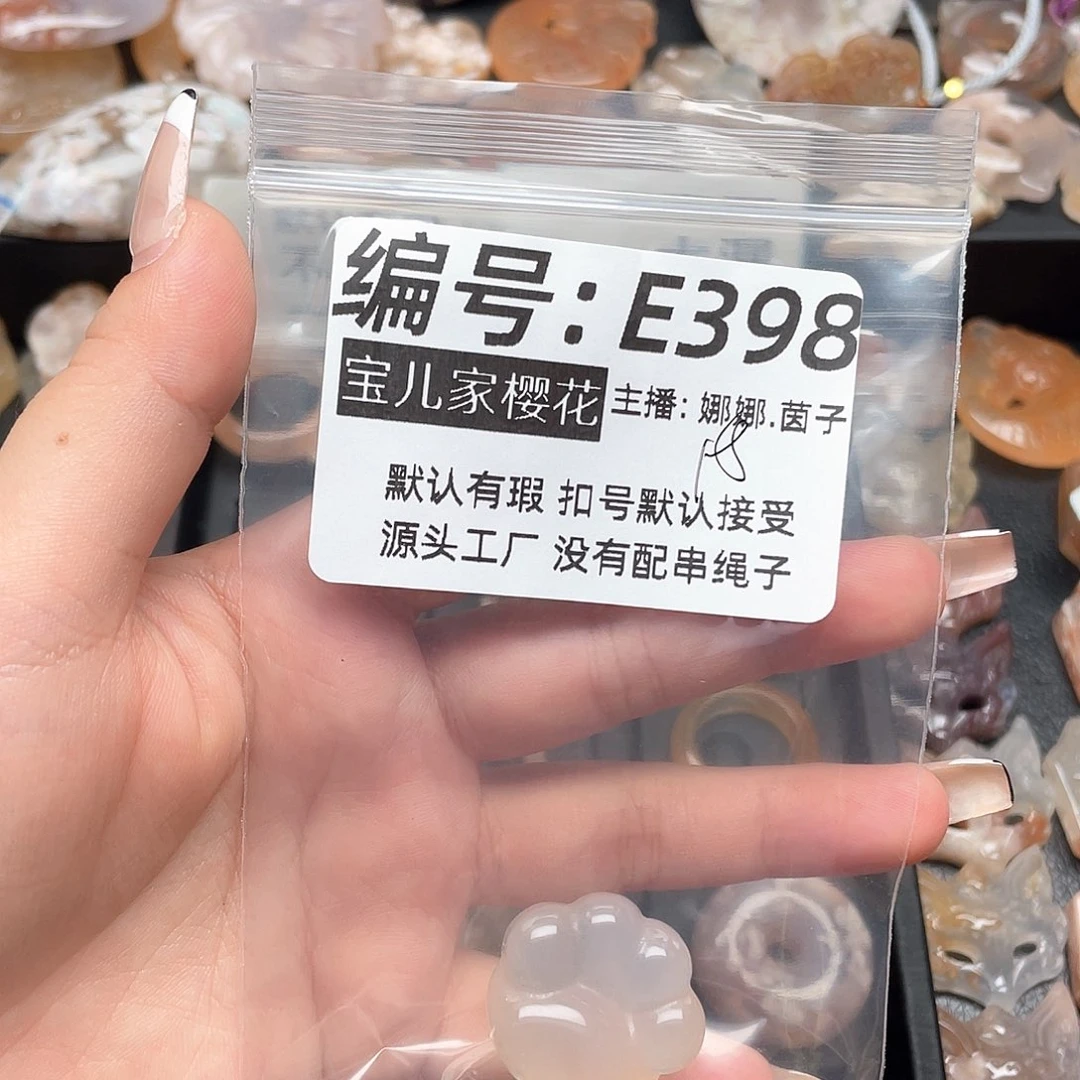 编号：E398
宝儿家樱花 主播：娜娜.茵子
默认有瑕 扣号默认接受
源头工厂 没有配串绳子